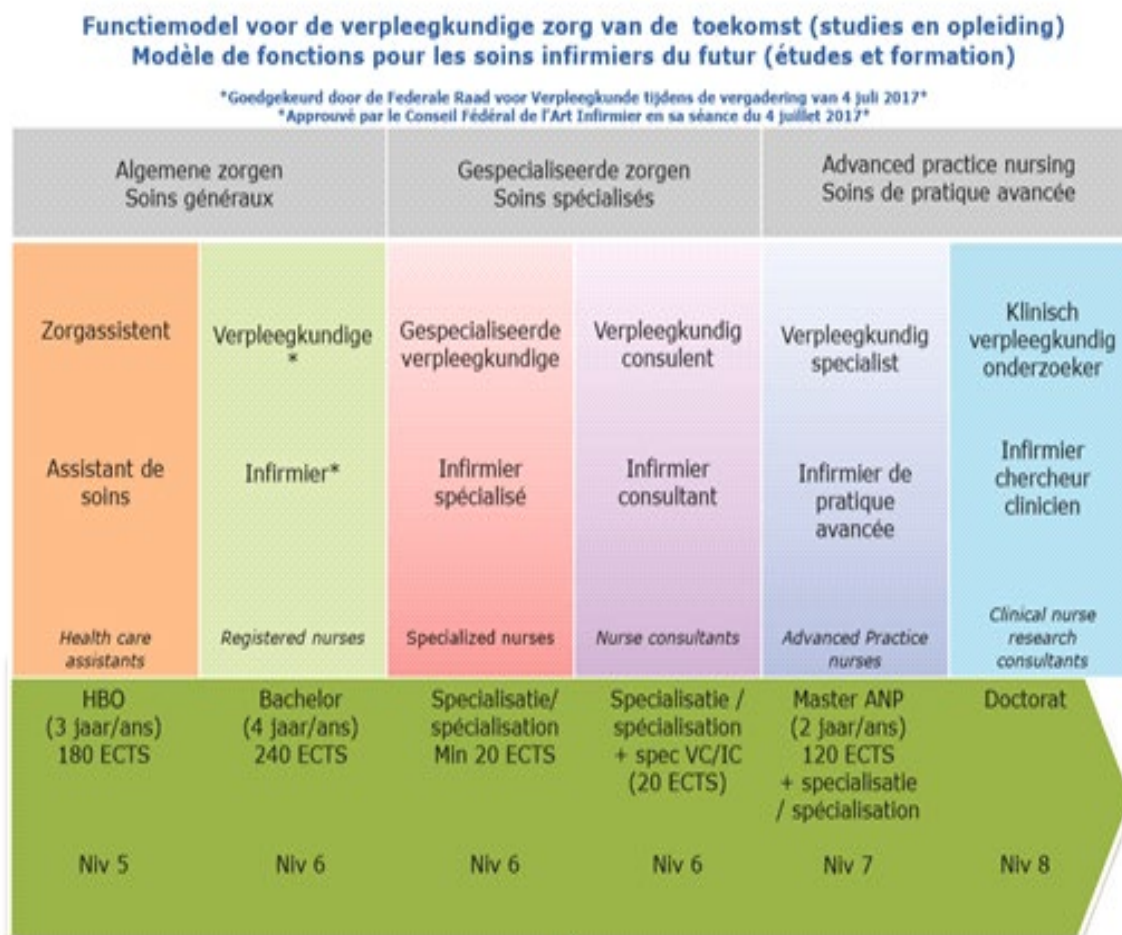 Functiemodel voor de verpleegkundige zorg van de toekomst (studies en opleiding)
Modèle de fonctions pour les soins infirmiers du futur (études et formation)
*Goedgekeurd door de Federale Raad voor Verpleegkunde tijdens de vergadering van 4 juli 2017*
*Approuvé par le Conseil Fédéral de l'Art Infirmier en sa séance du 4 juillet 2017*
Algemene zorgen
Soins généraux
Gespecialiseerde zorgen
Soins spécialisés
Advanced practice nursing
Soins de pratique avancée
Zorgassistent
Assistant de
soins
Health care
assistants
HBO
(3 jaar/ans)
180 ECTS
Niv 5
Verpleegkundige
*
Infirmier*
Registered nurses
Bachelor
(4 jaar/ans)
240 ECTS
Niv 6
Gespecialiseerde
verpleegkundige
Infirmier
spécialisé
Specialized nurses
Specialisatie/
spécialisation
Min 20 ECTS
Niv 6
Verpleegkundig
consulent
Infirmier
consultant
Nurse consultants
Specialisatie /
spécialisation
+ spec VC/IC
(20 ECTS)
Niv 6
Verpleegkundig
specialist
Infirmier de
pratique
avancée
Advanced Practice
nurses
Master ANP
(2 jaar/ans)
120 ECTS
+ specialisatie
/ spécialisation
Niv 7
Klinisch
verpleegkundig
onderzoeker
Infirmier
chercheur
clinicien
Clinical nurse
research
consultants
Doctorat
Niv 8